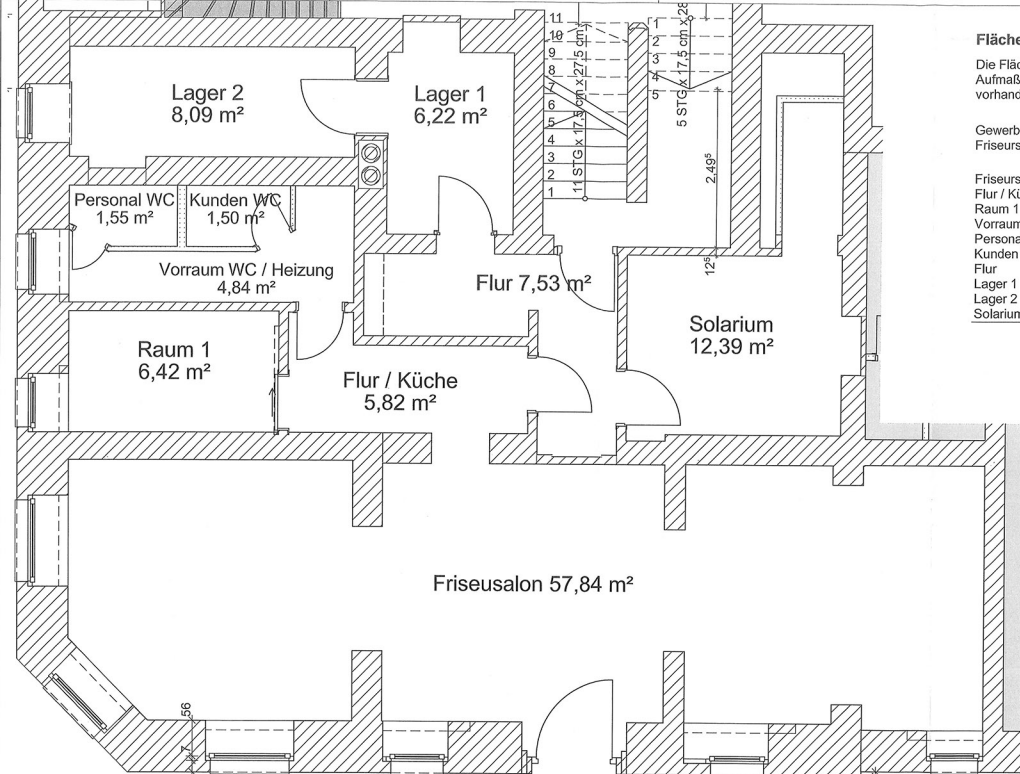 Lager 2
8,09 m²
Lager 1
6,22 m²
11
10
9
8
7
6
5
4
3
2
1
11 STG x 17,5 cm x 27,5 cm
1
2
3
4
5
5 STG x 17,5 cm x 28
2,49⁵
12⁵
Personal WC
1,55 m²
Kunden WC
1,50 m²
Vorraum WC / Heizung
4,84 m²
Flur 7,53 m²
Solarium
12,39 m²
Raum 1
6,42 m²
Flur / Küche
5,82 m²
Friseusalon 57,84 m²
56
7
Fläche
Die Fläc
Aufmaß
vorhand
Gewerb
Friseurs
Friseurs
Flur / Kü
Raum 1
Vorraum
Persona
Kunden
Flur
Lager 1
Lager 2
Solarium